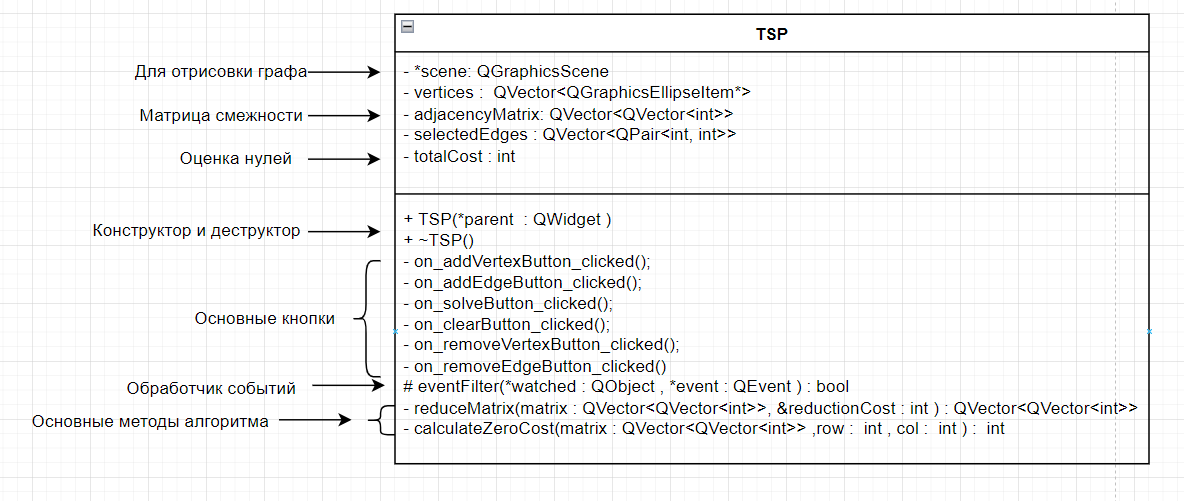 TSP
Для отрисовки графа
- *scene: QGraphicsScene
- vertices :  QVector<QGraphicsEllipseItem*>
Матрица смежности
- adjacencyMatrix: QVector<QVector<int>>
- selectedEdges : QVector<QPair<int, int>>
Оценка нулей
- totalCost : int
Конструктор и деструктор
+ TSP(*parent  : QWidget )
+ ~TSP()
Основные кнопки
- on_addVertexButton_clicked();
- on_addEdgeButton_clicked();
- on_solveButton_clicked();
- on_clearButton_clicked();
- on_removeVertexButton_clicked();
- on_removeEdgeButton_clicked()
Обработчик событий
# eventFilter(*watched : QObject , *event : QEvent ) : bool
Основные методы алгоритма
- reduceMatrix(matrix : QVector<QVector<int>>, &reductionCost : int ) : QVector<QVector<int>>
- calculateZeroCost(matrix : QVector<QVector<int>> ,row :  int , col :  int ) :  int